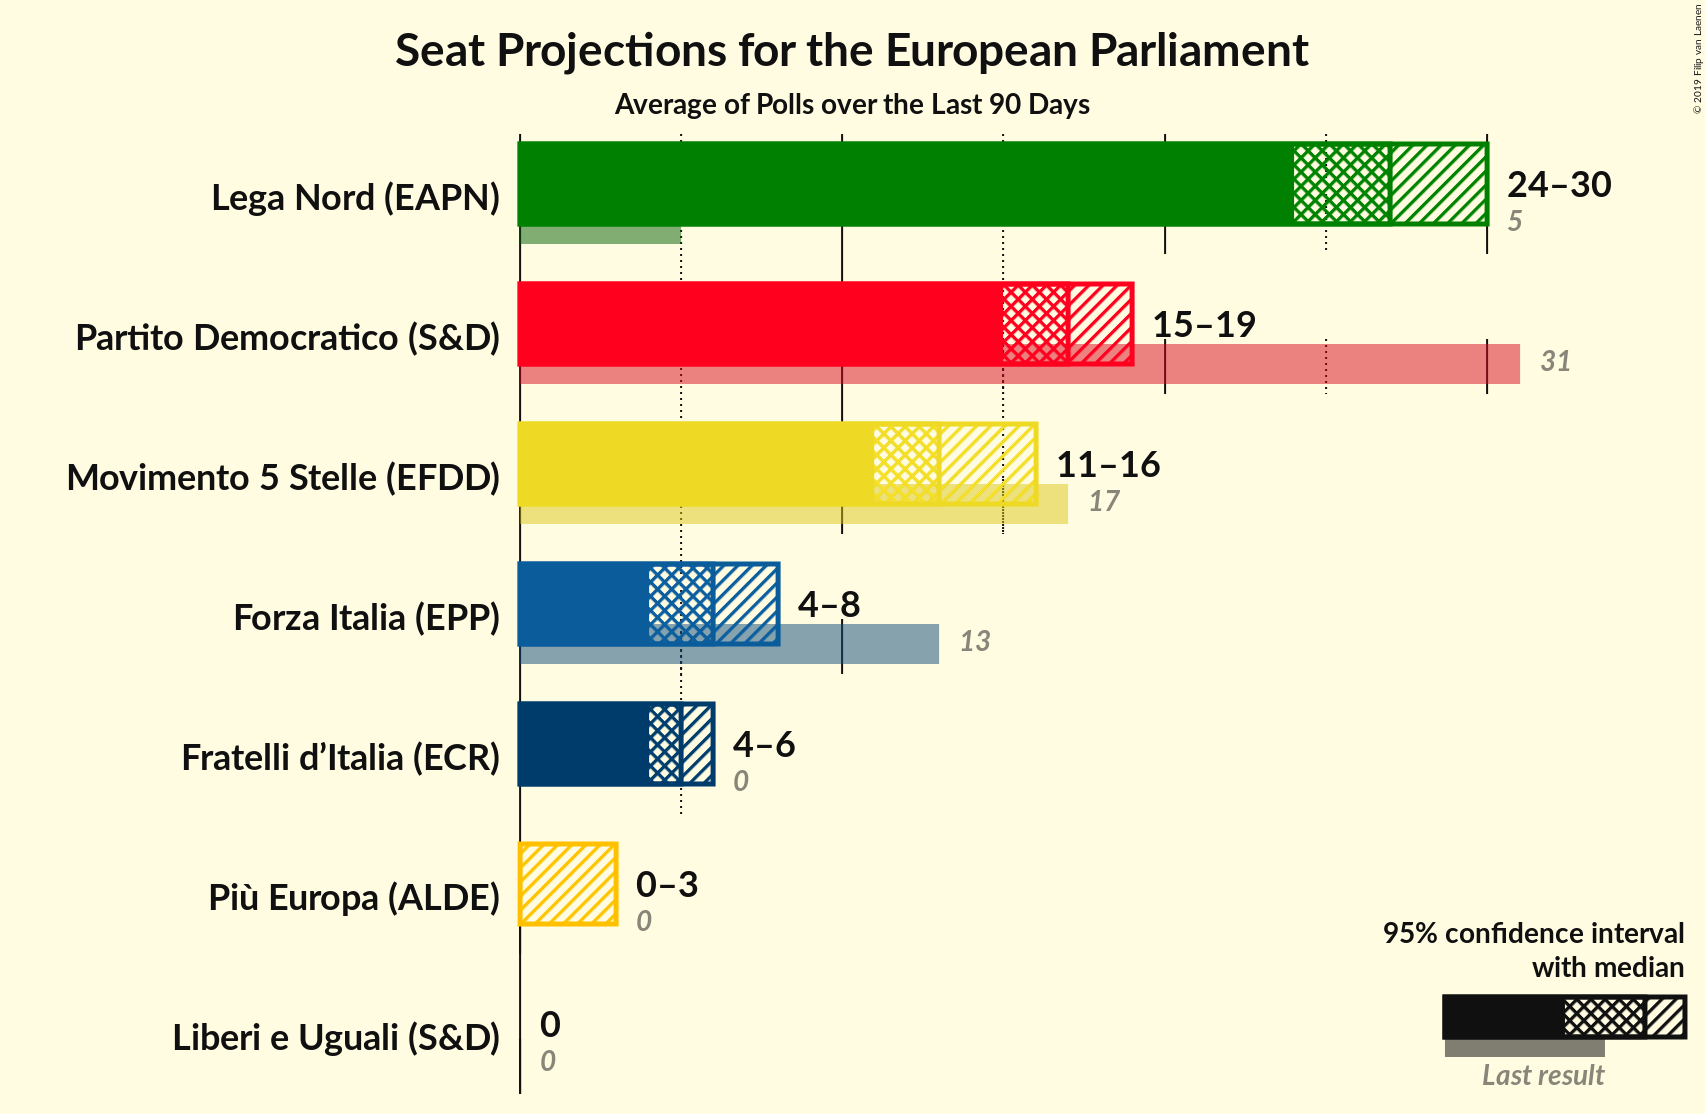 Seat Projections for the European Parliament
Average of Polls over the Last 90 Days
© 2019 Filip van Laenen
Lega Nord (EAPN)
24–30
5
Partito Democratico (S&D)
15–19
31
Movimento 5 Stelle (EFDD)
11–16
17
Forza Italia (EPP)
4–8
13
Fratelli d’Italia (ECR)
4–6
0
Più Europa (ALDE)
0–3
0
Liberi e Uguali (S&D)
0
0
95% confidence interval
with median
Last result